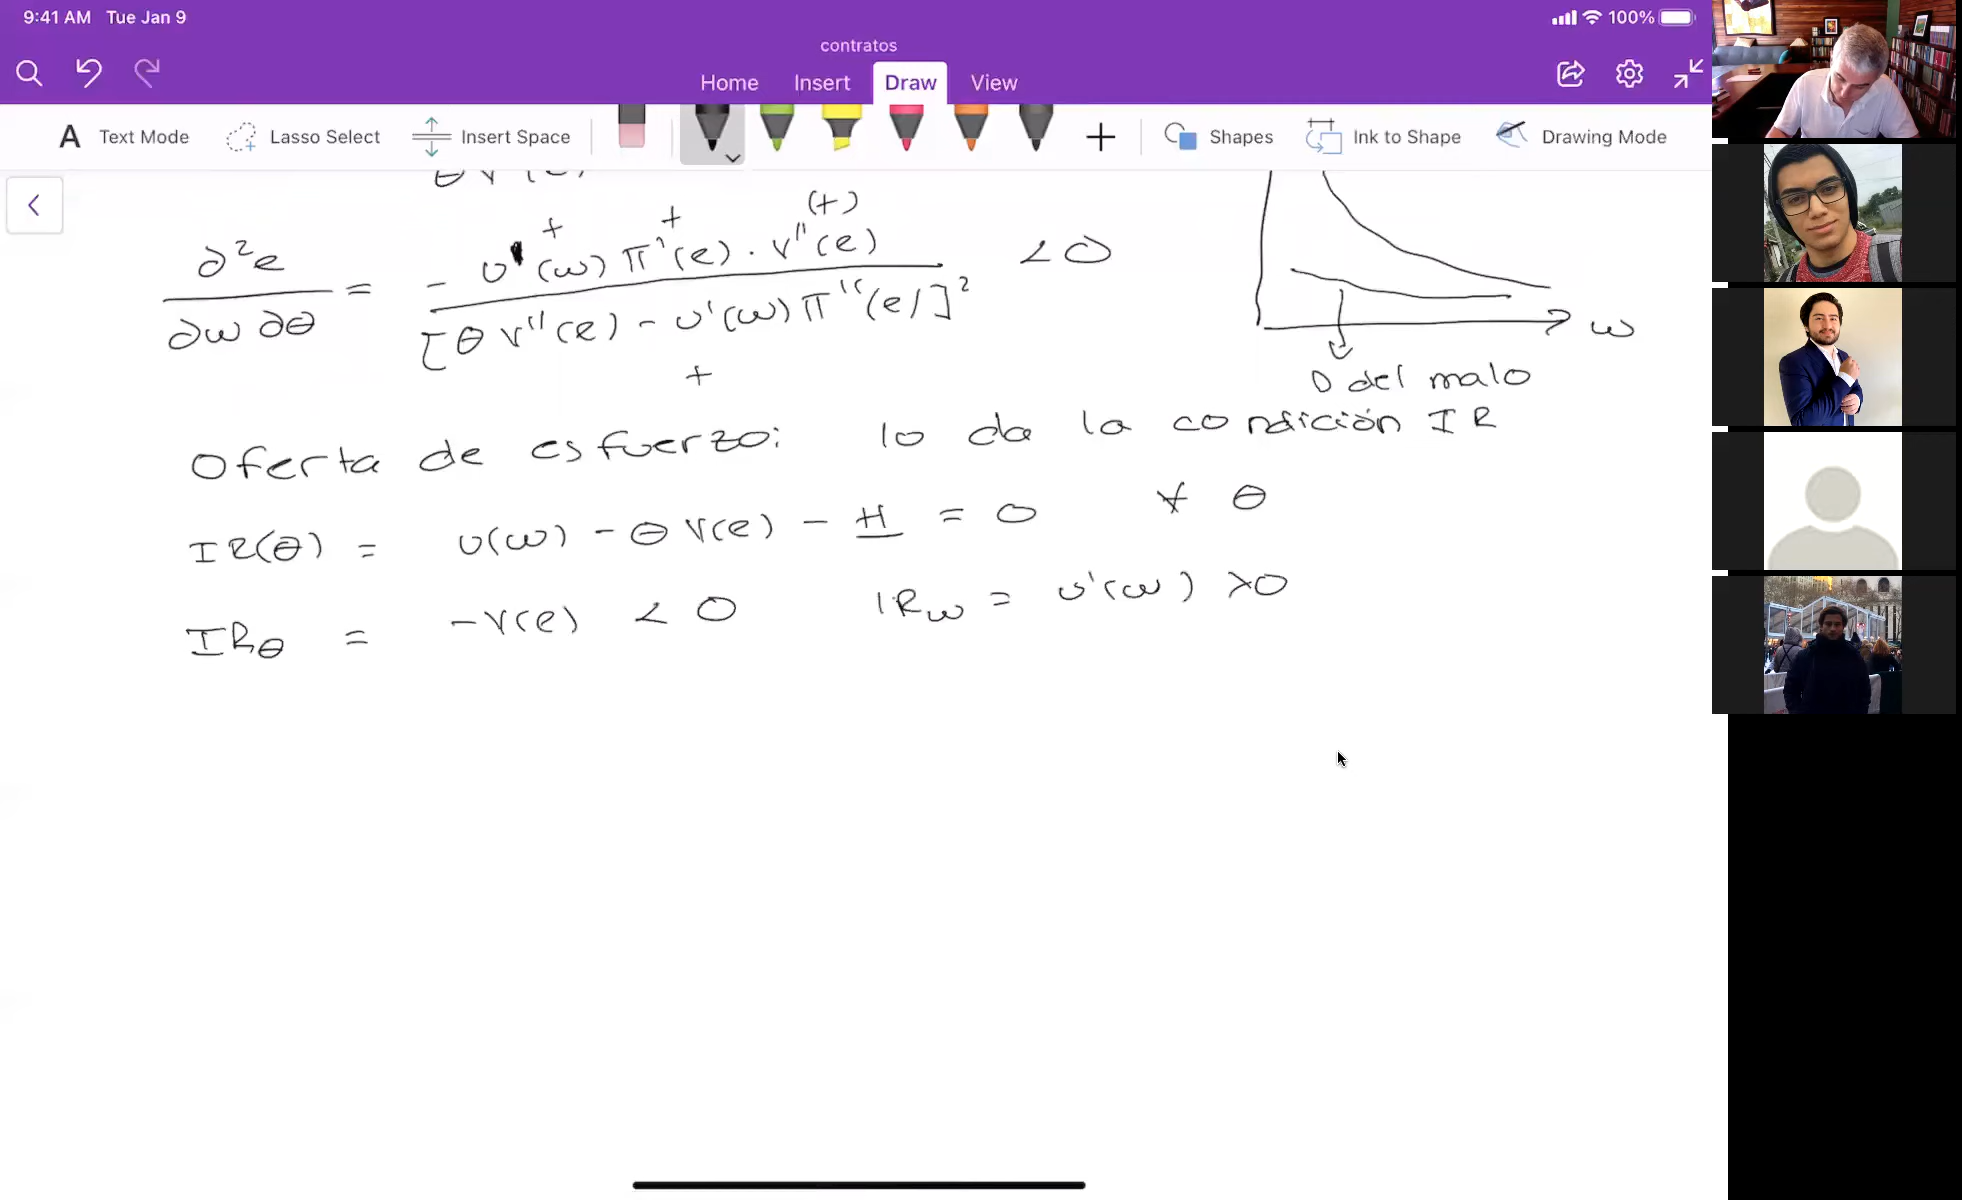 9:41 AM Tue Jan 9
100%
contratos
Home Insert Draw View
A Text Mode Lasso Select Insert Space Shapes Ink to Shape Drawing Mode
+ + (+)
∂²e / ∂w ∂θ = - u'(w) π'(e) · v''(e) / [θ v''(e) - u'(w) π''(e)]² < 0
+
w
D del malo
Oferta de esfuerzo: lo da la condición IR
IR(θ) = u(w) - θ v(e) - H = 0 ∀ θ
IRθ = -v(e) < 0 IRw = u'(w) > 0